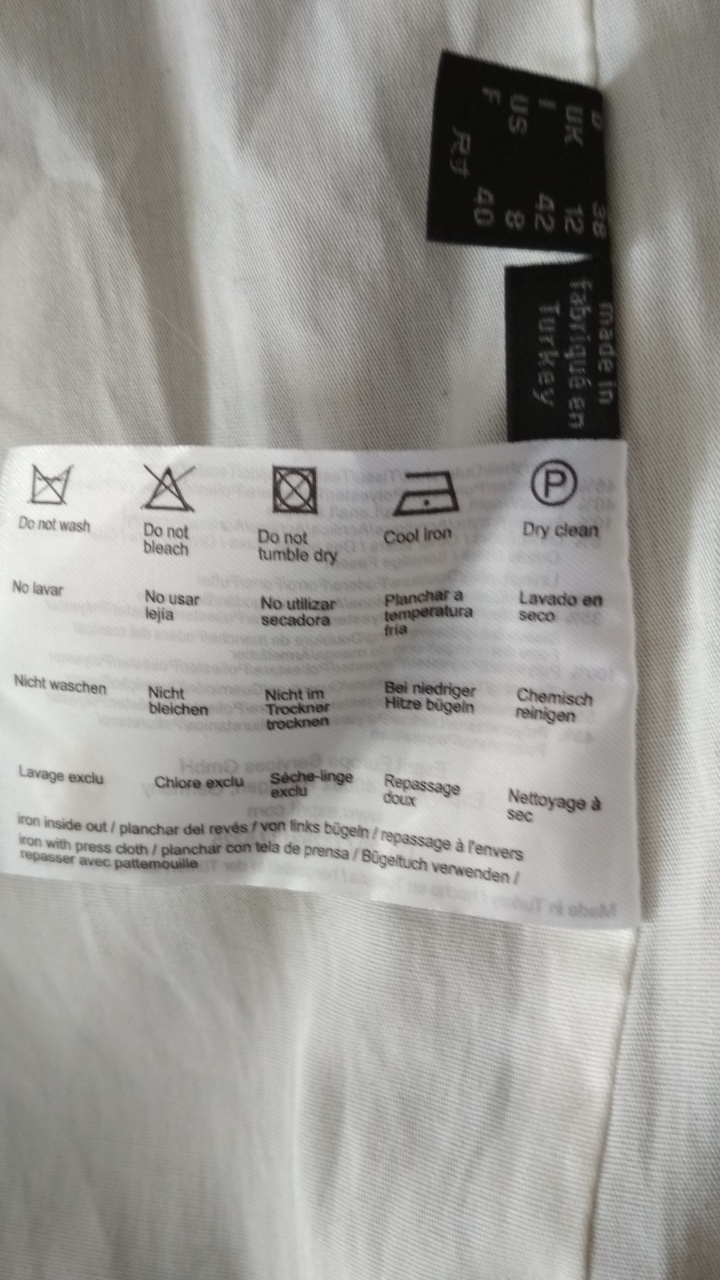 D 38
UK 12
I 42
US 8
F 40
made in
fabriqué en
Turkey
P
Do not wash
Do not
bleach
Do not
tumble dry
Cool iron
Dry clean
No lavar
No usar
lejía
No utilizar
secadora
Planchar a
temperatura
fría
Lavado en
seco
Nicht waschen
Nicht
bleichen
Nicht im
Trockner
trocknen
Bei niedriger
Hitze bügeln
Chemisch
reinigen
Lavage exclu
Chlore exclu
Séche-linge
exclu
Repassage
doux
Nettoyage à
sec
iron inside out / planchar del revés / von links bügeln / repassage à l'envers
iron with press cloth / planchar con tela de prensa / Bügeltuch verwenden /
repasser avec pattemouille